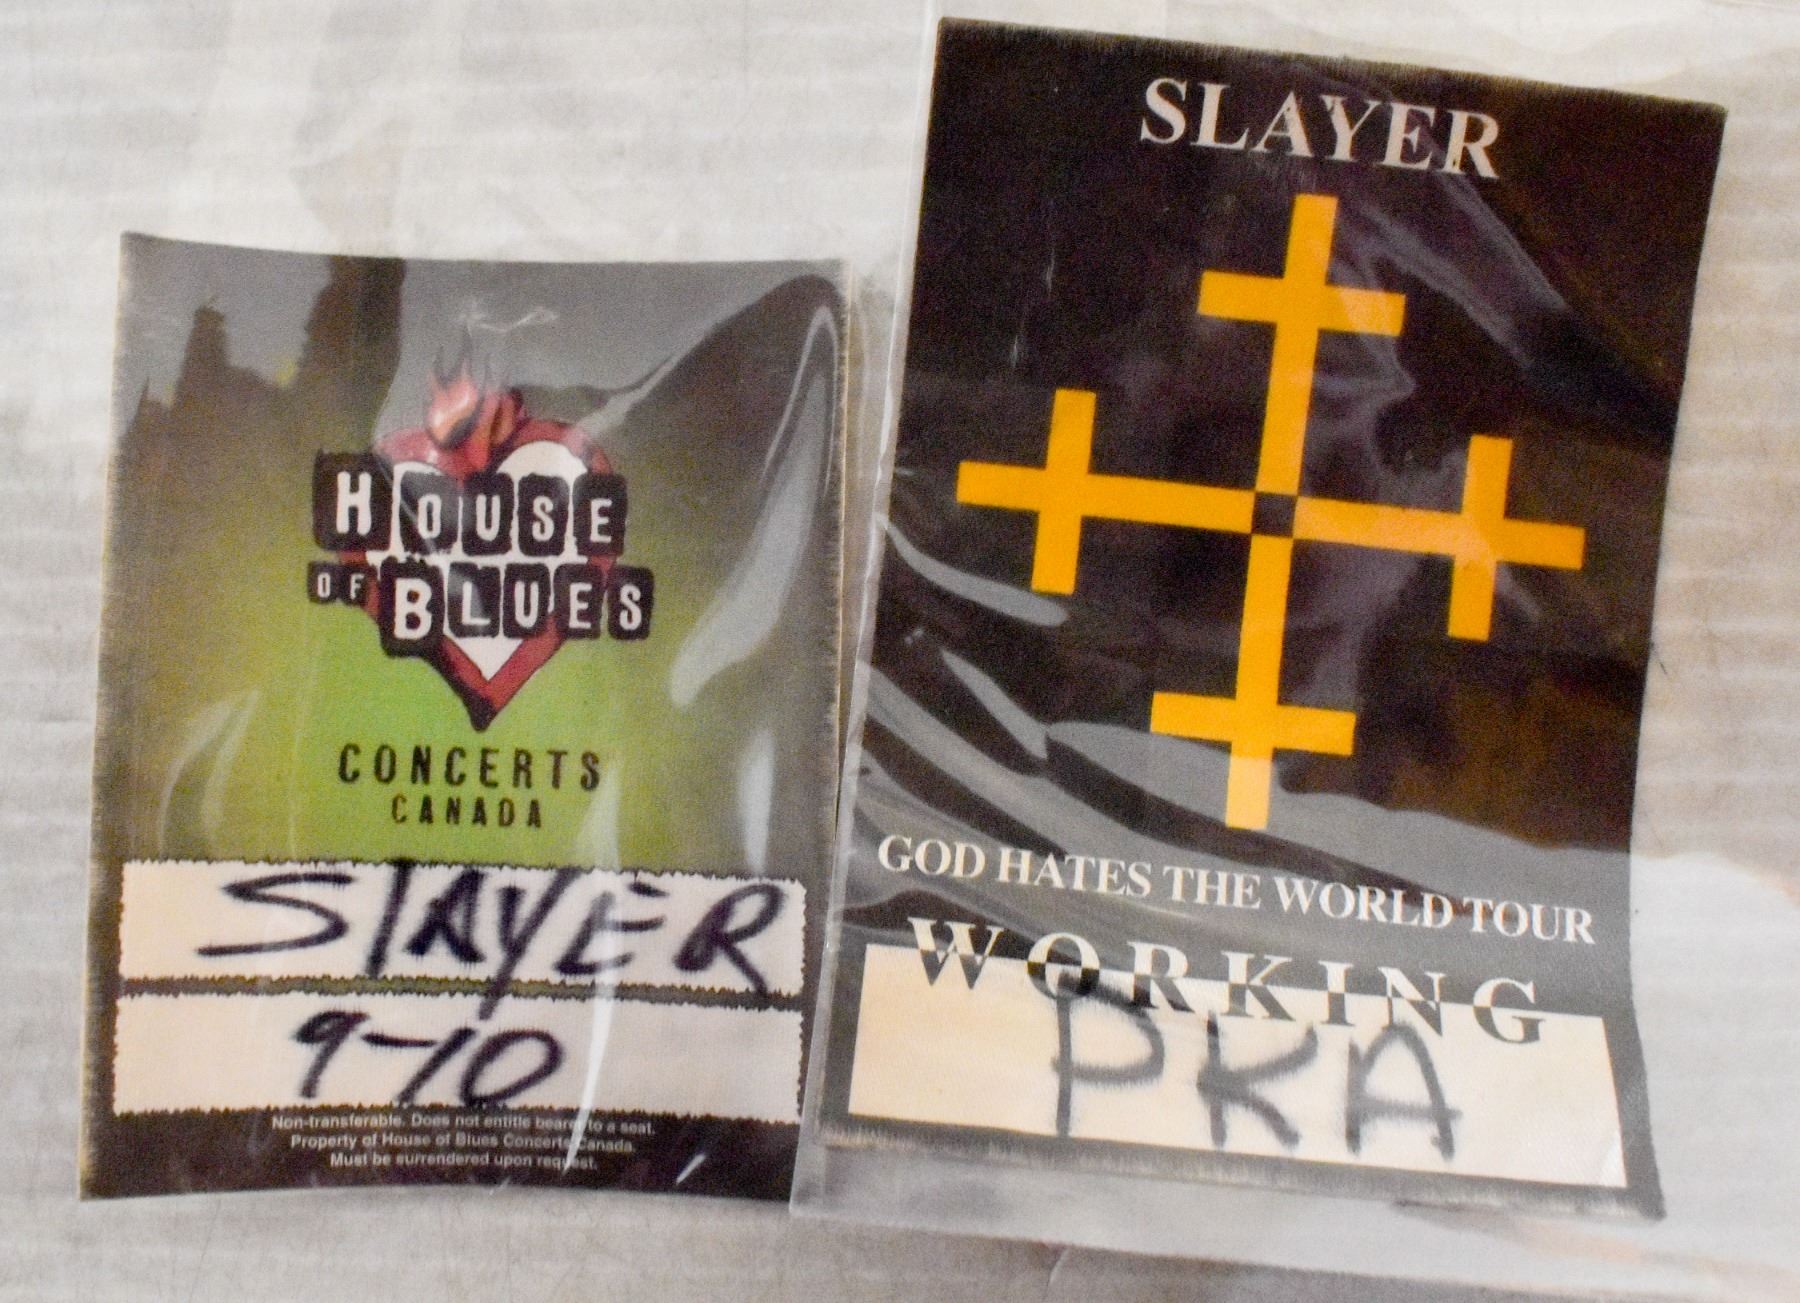 HOUSE
OF BLUES
CONCERTS
CANADA
SLAYER
9-10
Non-transferable. Does not entitle bearer to a seat.
Property of House of Blues Concerts Canada.
Must be surrendered upon request.
SLAYER
GOD HATES THE WORLD TOUR
WORKING
PKA